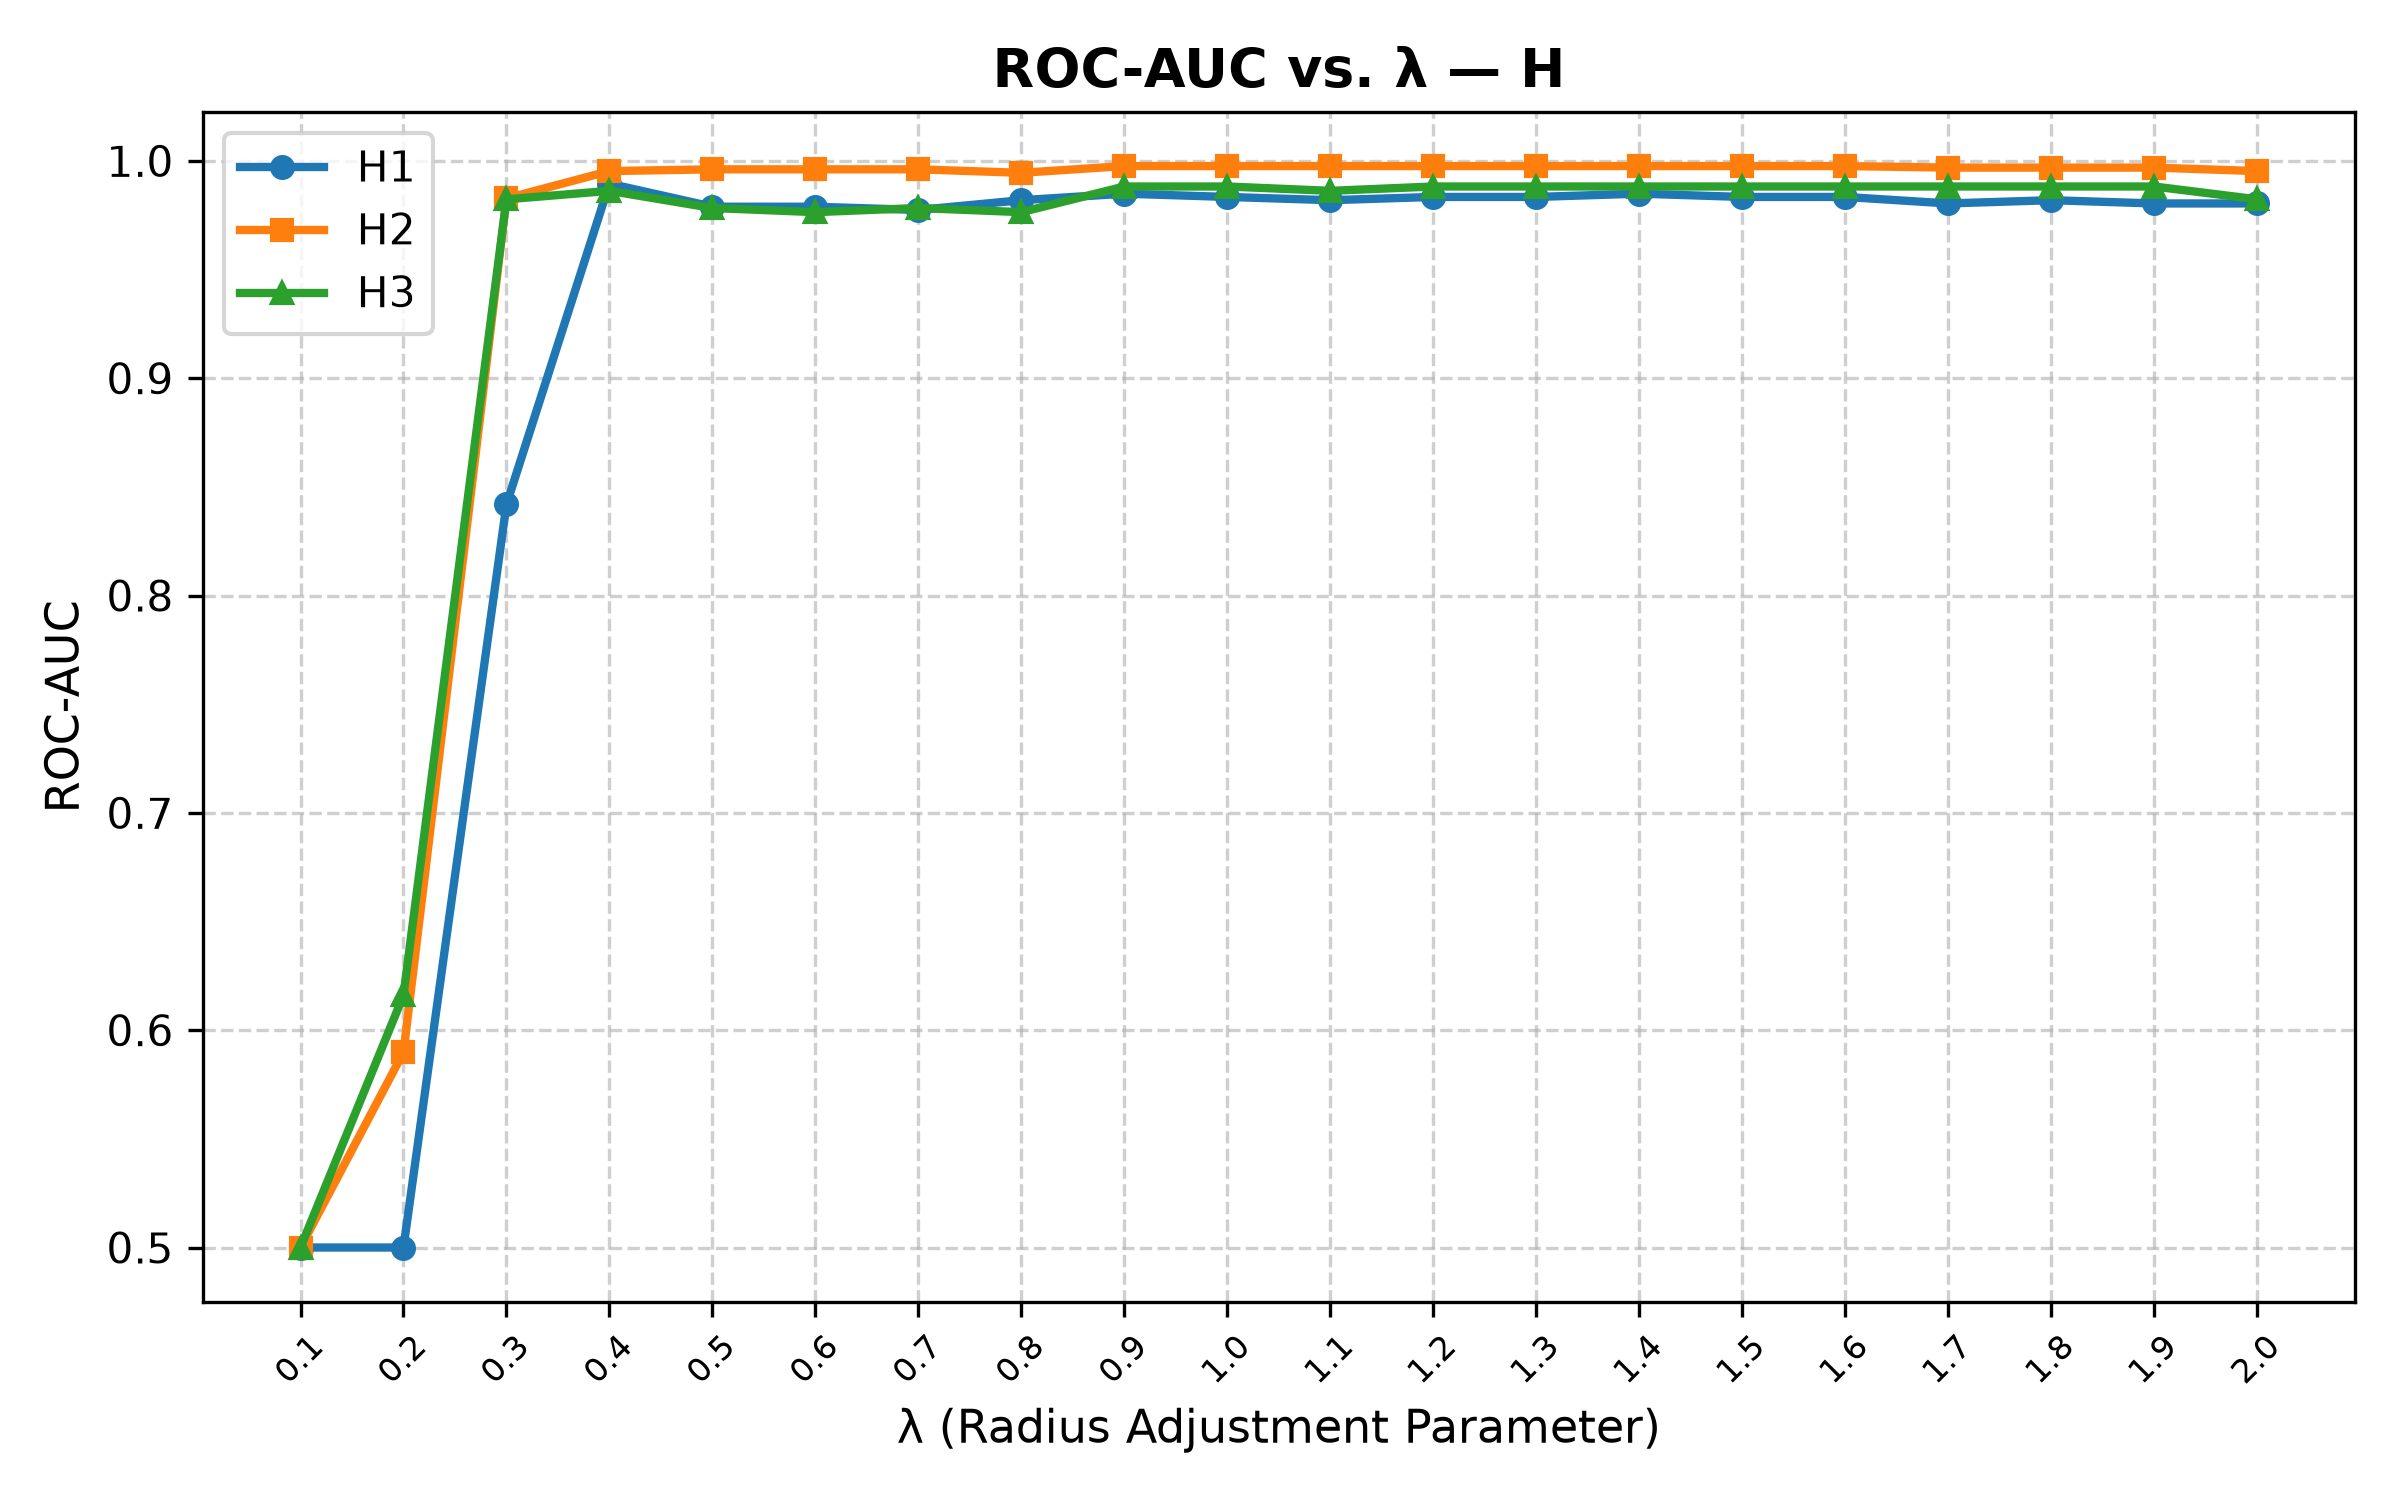 ROC-AUC vs. λ — H
H1
H2
H3
1.0
0.9
0.8
0.7
0.6
0.5
ROC-AUC
0.1 0.2 0.3 0.4 0.5 0.6 0.7 0.8 0.9 1.0 1.1 1.2 1.3 1.4 1.5 1.6 1.7 1.8 1.9 2.0
λ (Radius Adjustment Parameter)